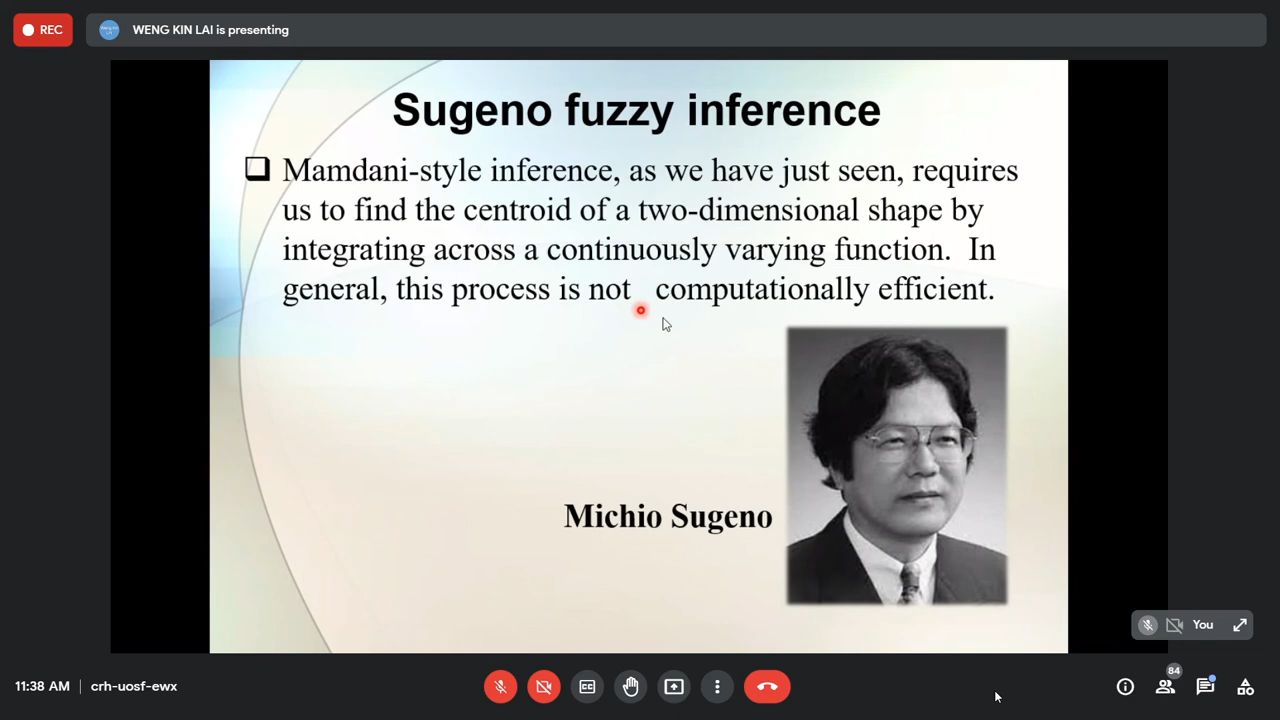 REC
WENG KIN LAI is presenting
Sugeno fuzzy inference
Mamdani-style inference, as we have just seen, requires
us to find the centroid of a two-dimensional shape by
integrating across a continuously varying function. In
general, this process is not computationally efficient.
Michio Sugeno
You
84
11:38 AM | crh-uosf-ewx
CC